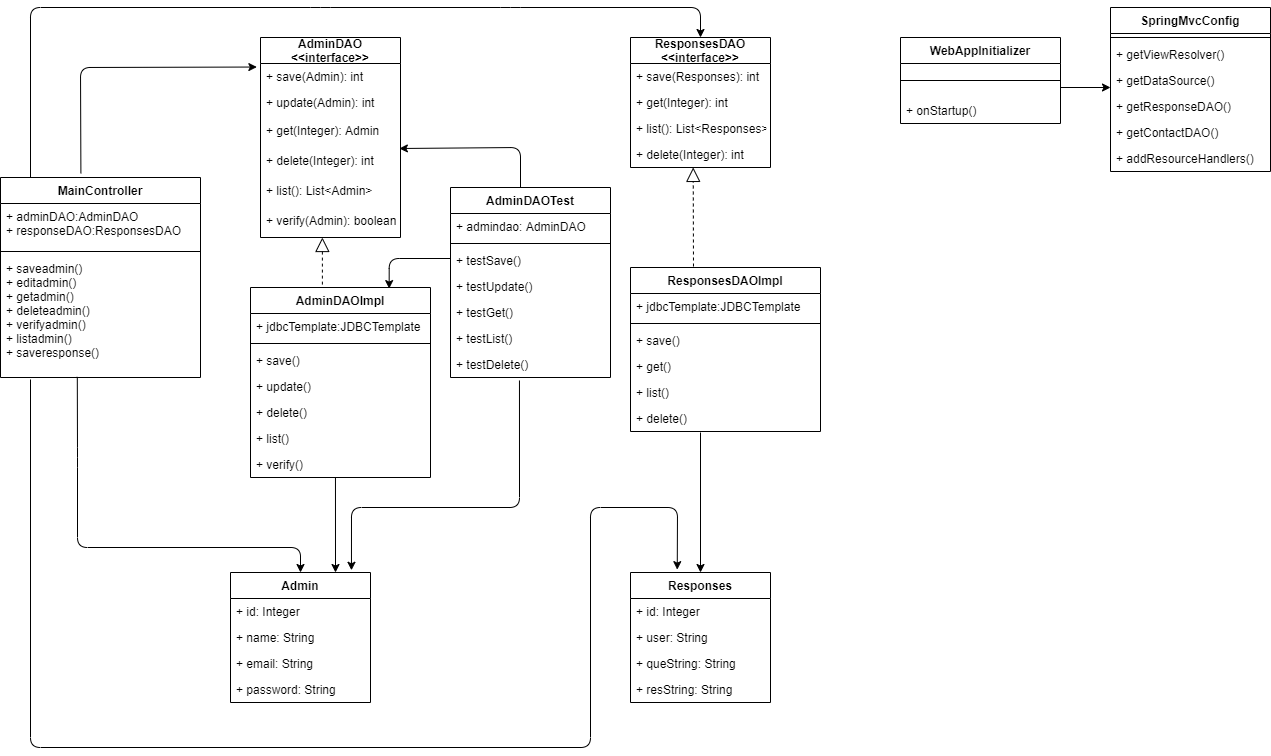 AdminDAO
<<interface>>
+ save(Admin): int
+ update(Admin): int
+ get(Integer): Admin
+ delete(Integer): int
+ list(): List<Admin>
+ verify(Admin): boolean
ResponsesDAO
<<interface>>
+ save(Responses): int
+ get(Integer): int
+ list(): List<Responses>
+ delete(Integer): int
WebAppInitializer
+ onStartup()
SpringMvcConfig
+ getViewResolver()
+ getDataSource()
+ getResponseDAO()
+ getContactDAO()
+ addResourceHandlers()
MainController
+ adminDAO:AdminDAO
+ responseDAO:ResponsesDAO
+ saveadmin()
+ editadmin()
+ getadmin()
+ deleteadmin()
+ verifyadmin()
+ listadmin()
+ saveresponse()
AdminDAOTest
+ admindao: AdminDAO
+ testSave()
+ testUpdate()
+ testGet()
+ testList()
+ testDelete()
AdminDAOImpl
+ jdbcTemplate:JDBCTemplate
+ save()
+ update()
+ delete()
+ list()
+ verify()
ResponsesDAOImpl
+ jdbcTemplate:JDBCTemplate
+ save()
+ get()
+ list()
+ delete()
Admin
+ id: Integer
+ name: String
+ email: String
+ password: String
Responses
+ id: Integer
+ user: String
+ queString: String
+ resString: String